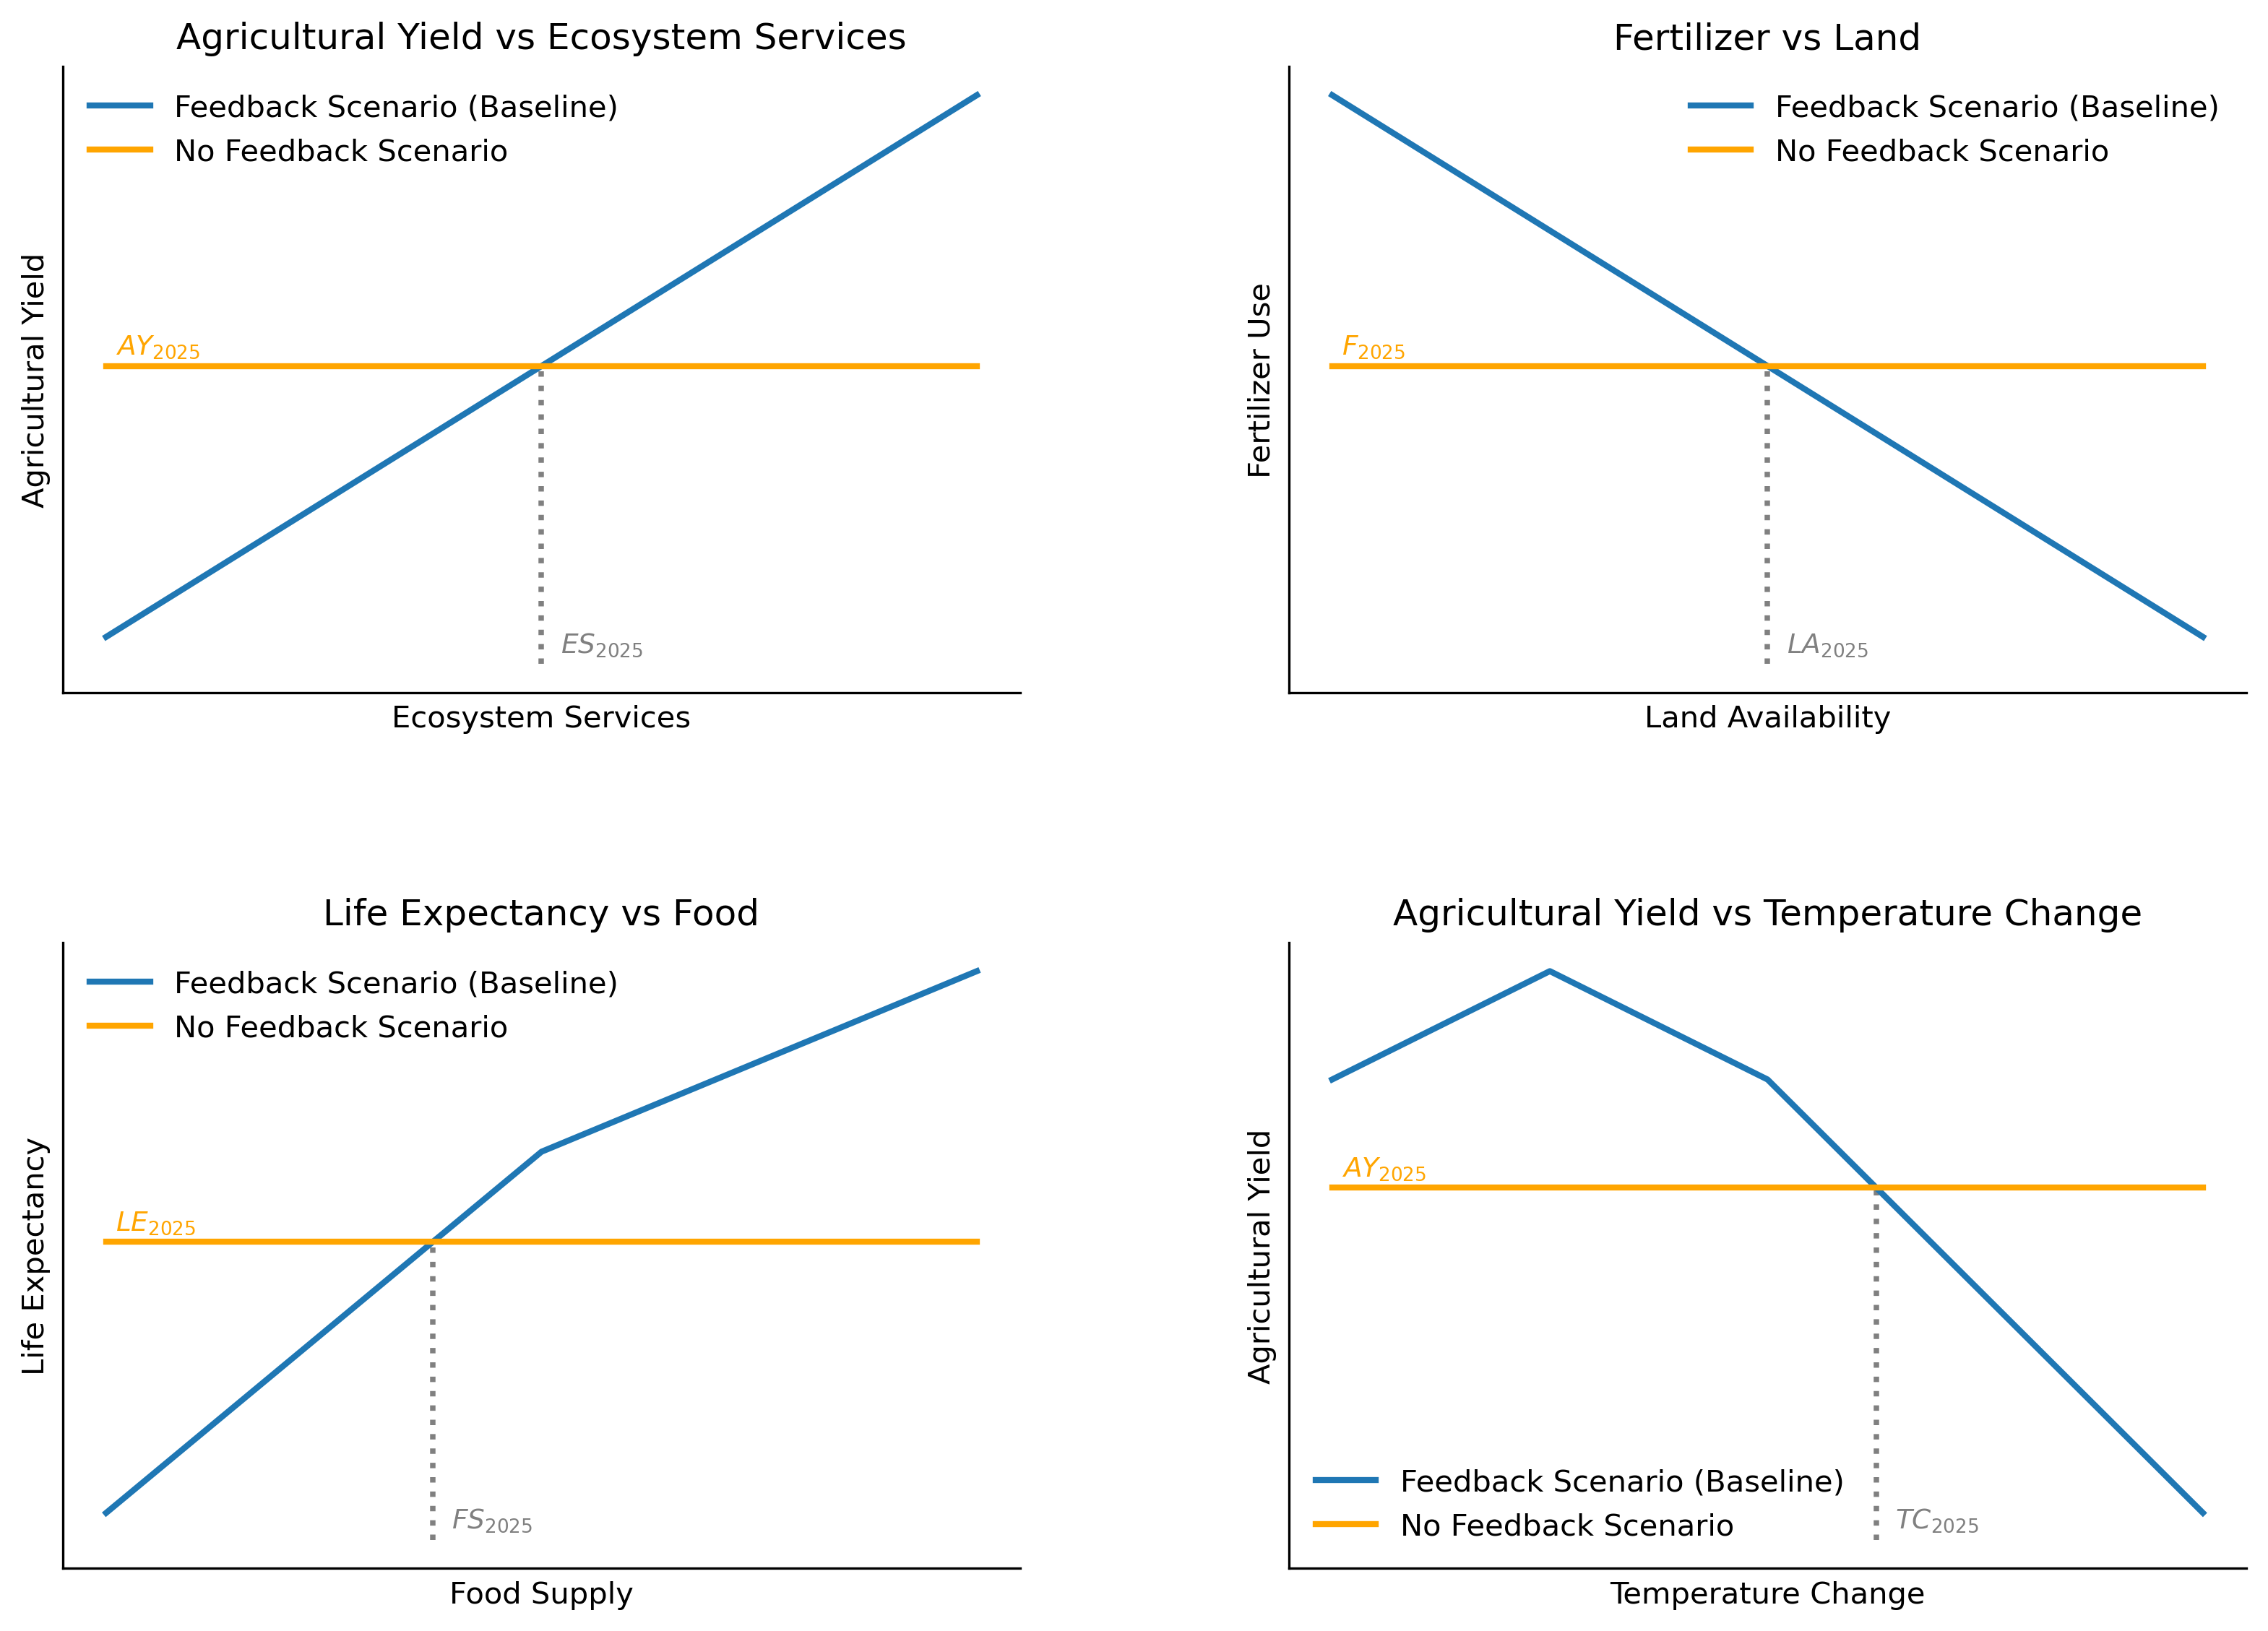 Agricultural Yield vs Ecosystem Services
Feedback Scenario (Baseline)
No Feedback Scenario
Agricultural Yield
AY2025
ES2025
Ecosystem Services
Fertilizer vs Land
Feedback Scenario (Baseline)
No Feedback Scenario
Fertilizer Use
F2025
LA2025
Land Availability
Life Expectancy vs Food
Feedback Scenario (Baseline)
No Feedback Scenario
Life Expectancy
LE2025
FS2025
Food Supply
Agricultural Yield vs Temperature Change
Agricultural Yield
AY2025
Feedback Scenario (Baseline)
No Feedback Scenario
TC2025
Temperature Change